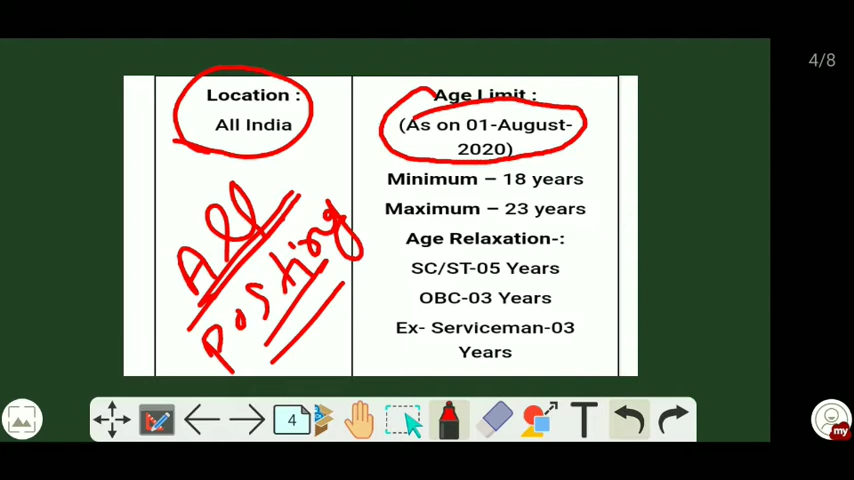 4/8
Location :
All India
All
Posting
Age Limit :
(As on 01-August-
2020)
Minimum – 18 years
Maximum – 23 years
Age Relaxation-:
SC/ST-05 Years
OBC-03 Years
Ex- Serviceman-03
Years
4
T
my